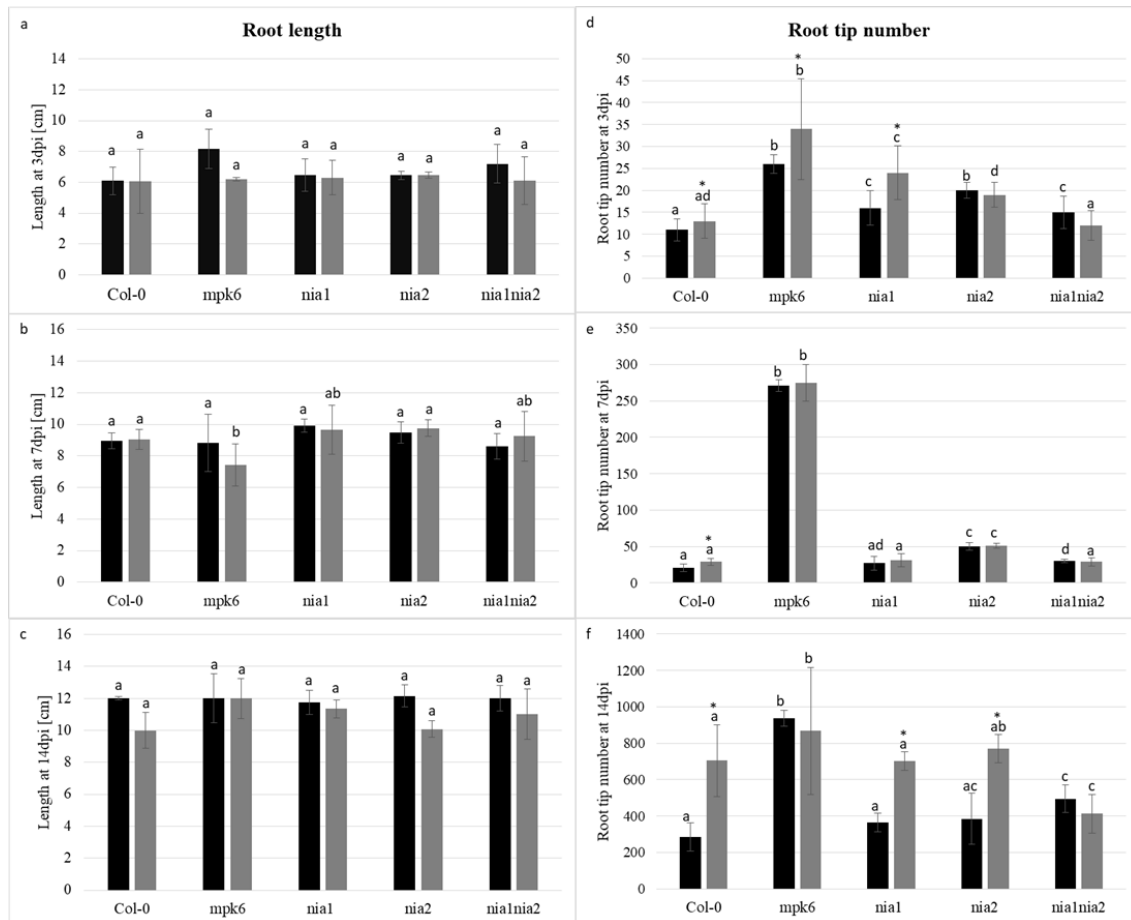 a
Root length
Length at 3dpi [cm]
14
12
10
8
6
4
2
0
a a a a a a a a a a
Col-0 mpk6 nia1 nia2 nia1nia2
b
Length at 7dpi [cm]
16
14
12
10
8
6
4
2
0
a a a b a ab a a a ab
Col-0 mpk6 nia1 nia2 nia1nia2
c
Length at 14dpi [cm]
16
14
12
10
8
6
4
2
0
a a a a a a a a a a
Col-0 mpk6 nia1 nia2 nia1nia2
d
Root tip number
Root tip number at 3dpi
50
45
40
35
30
25
20
15
10
5
0
* * *
a ad b b c c b d c a
Col-0 mpk6 nia1 nia2 nia1nia2
e
Root tip number at 7dpi
350
300
250
200
150
100
50
0
*
a a b b ad a c c d a
Col-0 mpk6 nia1 nia2 nia1nia2
f
Root tip number at 14dpi
1400
1200
1000
800
600
400
200
0
* * *
a a b b a a ac ab c c
Col-0 mpk6 nia1 nia2 nia1nia2